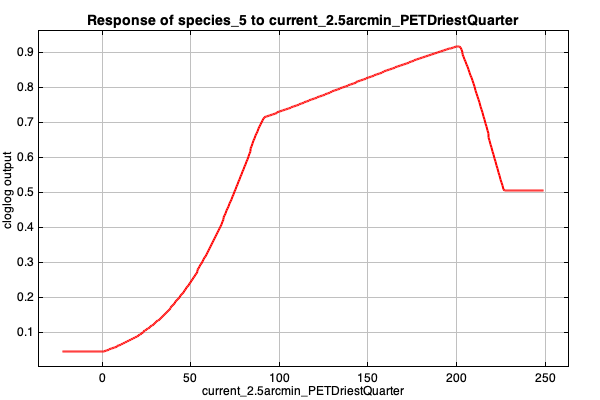 Response of species_5 to current_2.5arcmin_PETDriestQuarter
cloglog output
0.9
0.8
0.7
0.6
0.5
0.4
0.3
0.2
0.1
0 50 100 150 200 250
current_2.5arcmin_PETDriestQuarter